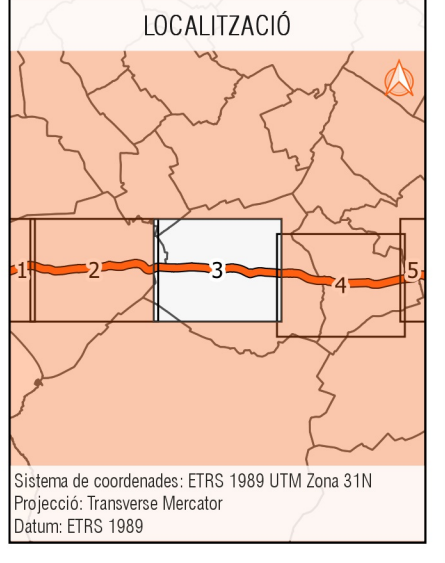 LOCALITZACIÓ
1
2
3
4
5
Sistema de coordenades: ETRS 1989 UTM Zona 31N
Projecció: Transverse Mercator
Datum: ETRS 1989